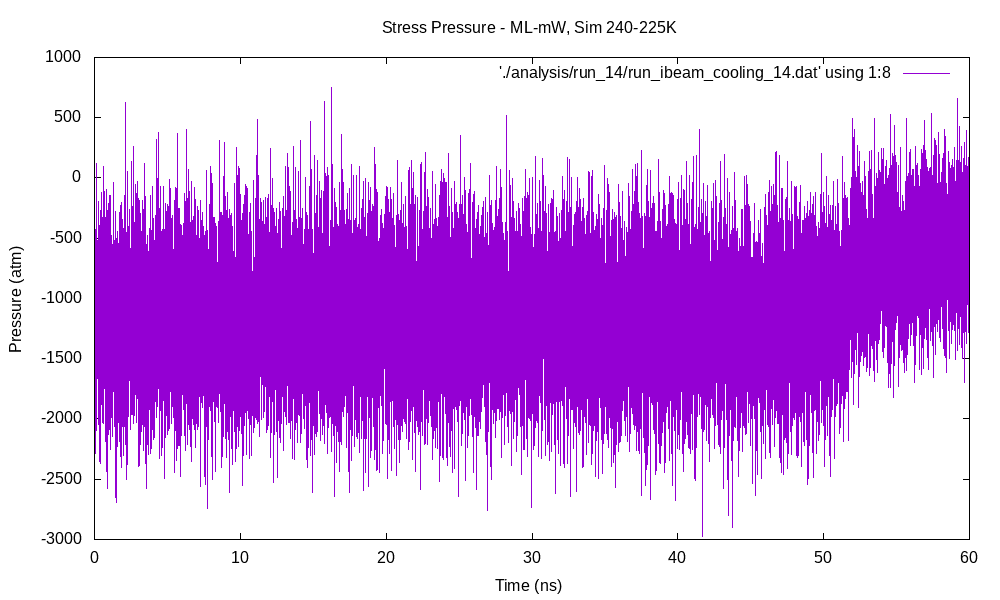 Stress Pressure - ML-mW, Sim 240-225K
'./analysis/run_14/run_ibeam_cooling_14.dat' using 1:8
Pressure (atm)
1000
500
0
-500
-1000
-1500
-2000
-2500
-3000
0 10 20 30 40 50 60
Time (ns)